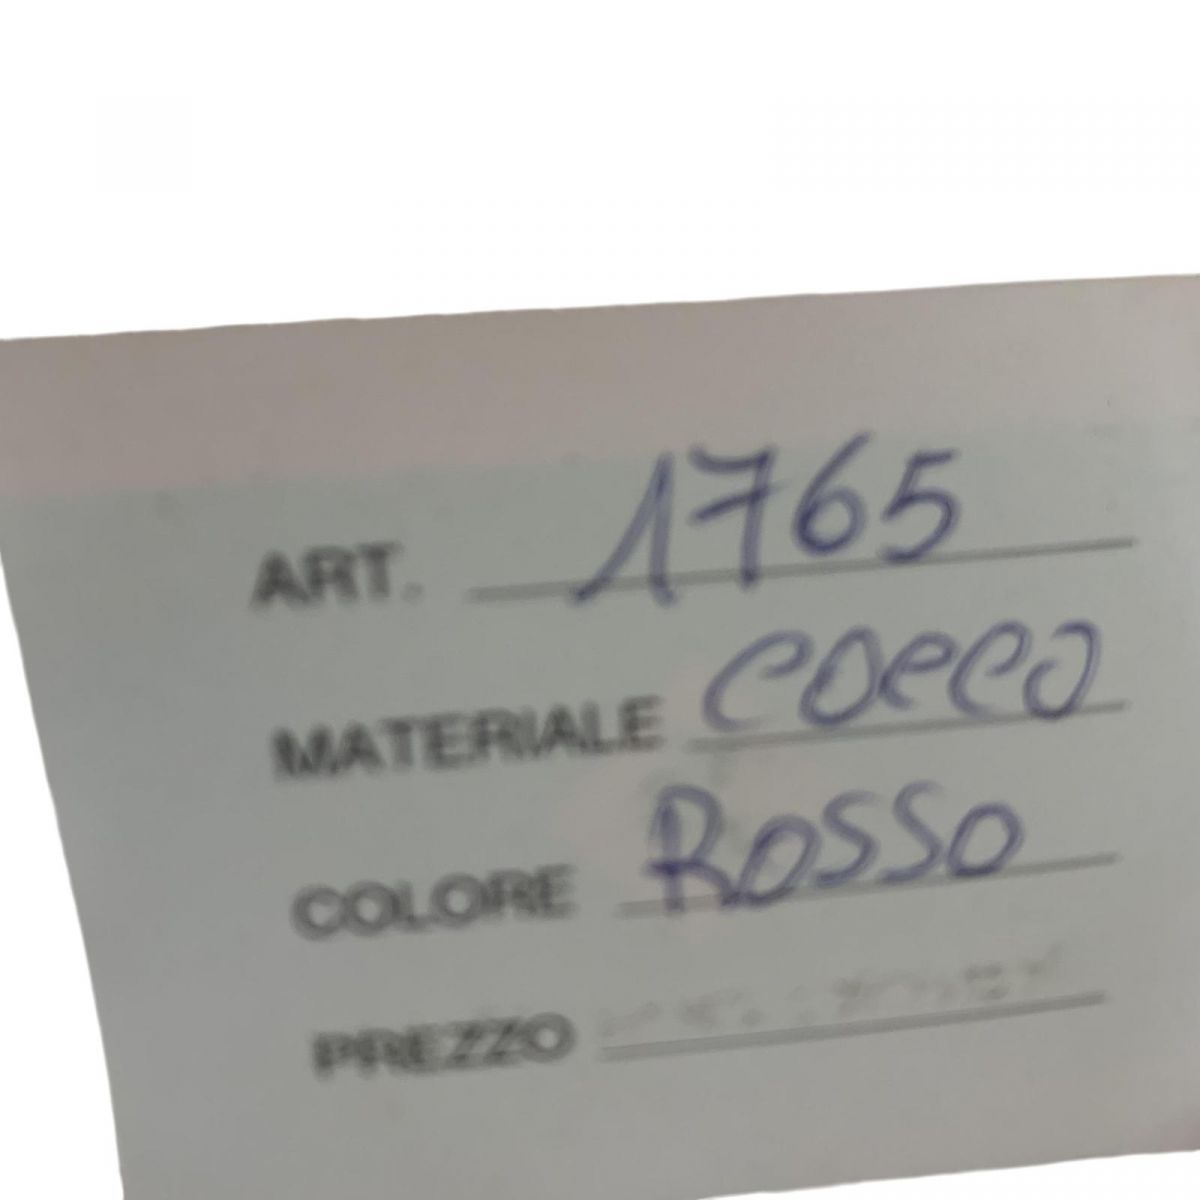 ART. 1765
MATERIALE COCCO
COLORE ROSSO
PREZZO